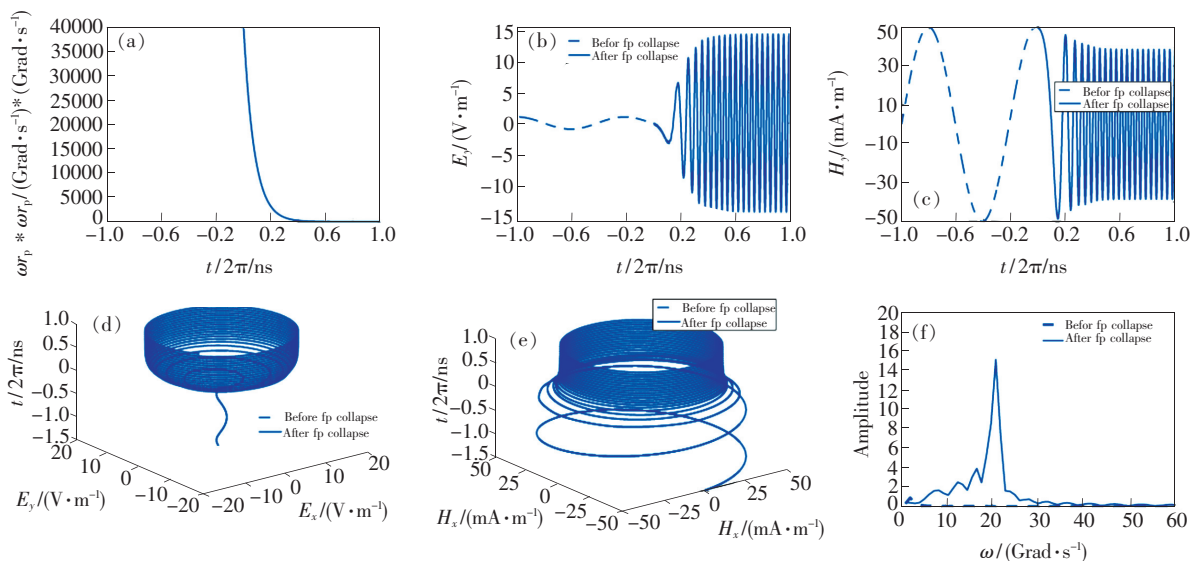 (a)
ωr_p * ωr_p/(Grad·s⁻¹)*(Grad·s⁻¹)
40000
35000
30000
25000
20000
15000
10000
5000
0
−1.0 −0.6 −0.2 0.2 0.6 1.0
t/2π/ns
(b)
Befor fp collapse
After fp collapse
E_y/(V·m⁻¹)
15
10
5
0
−5
−10
−15
−1.0 −0.6 −0.2 0.2 0.6 1.0
t/2π/ns
(c)
Befor fp collapse
After fp collapse
H_y/(mA·m⁻¹)
50
30
10
−10
−30
−50
−1.0 −0.6 −0.2 0.2 0.6 1.0
t/2π/ns
(d)
Before fp collapse
After fp collapse
t/2π/ns
1.0
0.5
0
−0.5
−1.0
−1.5
20 10 0 −10 −20
E_y/(V·m⁻¹)
−20 −10 0 10 20
E_x/(V·m⁻¹)
(e)
Before fp collapse
After fp collapse
t/2π/ns
1.0
0.5
0
−0.5
−1.0
−1.5
50 25 0 −25 −50
H_x/(mA·m⁻¹)
−50 −25 0 25 50
H_x/(mA·m⁻¹)
(f)
Befor fp collapse
After fp collapse
Amplitude
20
18
16
14
12
10
8
6
4
2
0
0 10 20 30 40 50 60
ω/(Grad·s⁻¹)